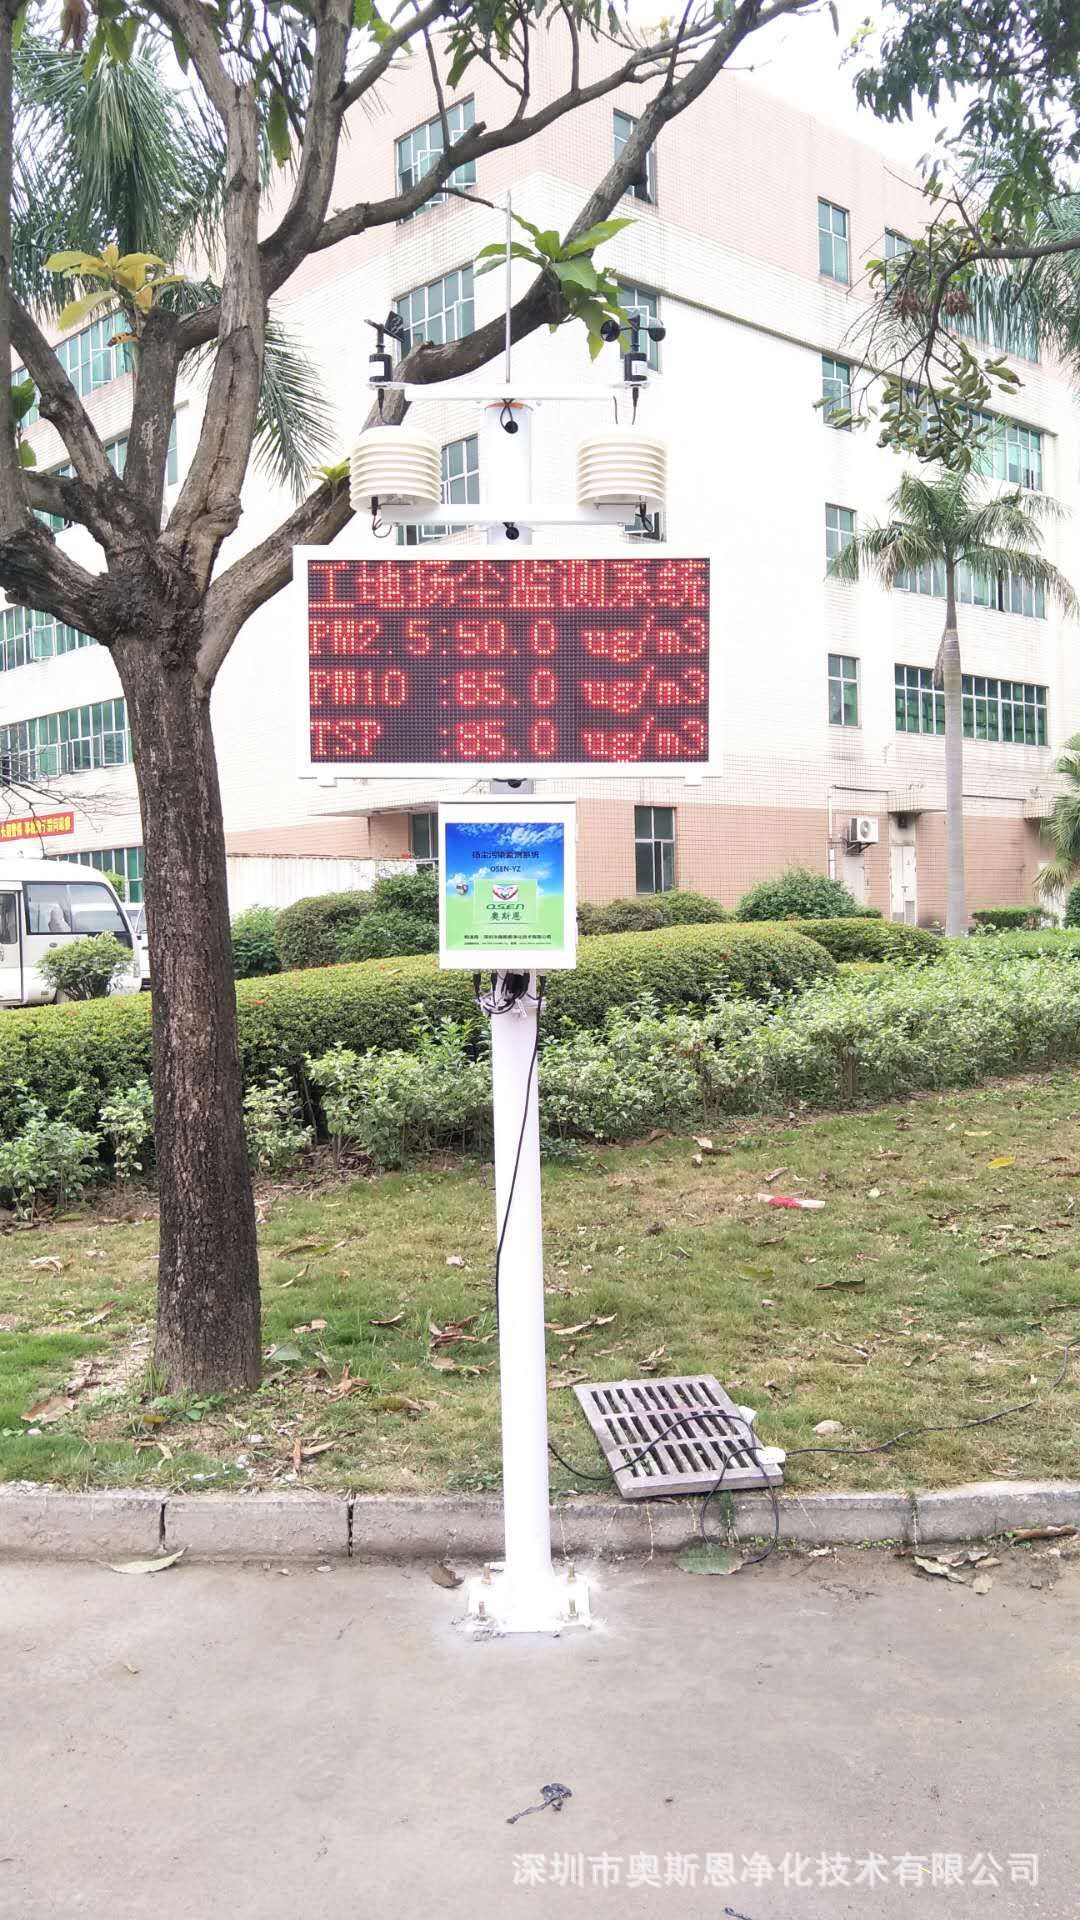 工地扬尘监测系统
PM2.5:50.0 ug/m3
PM10 :65.0 ug/m3
TSP :85.0 ug/m3
扬尘污染监测系统
OSEN-YZ
OSEN
奥斯恩
深圳市奥斯恩净化技术有限公司